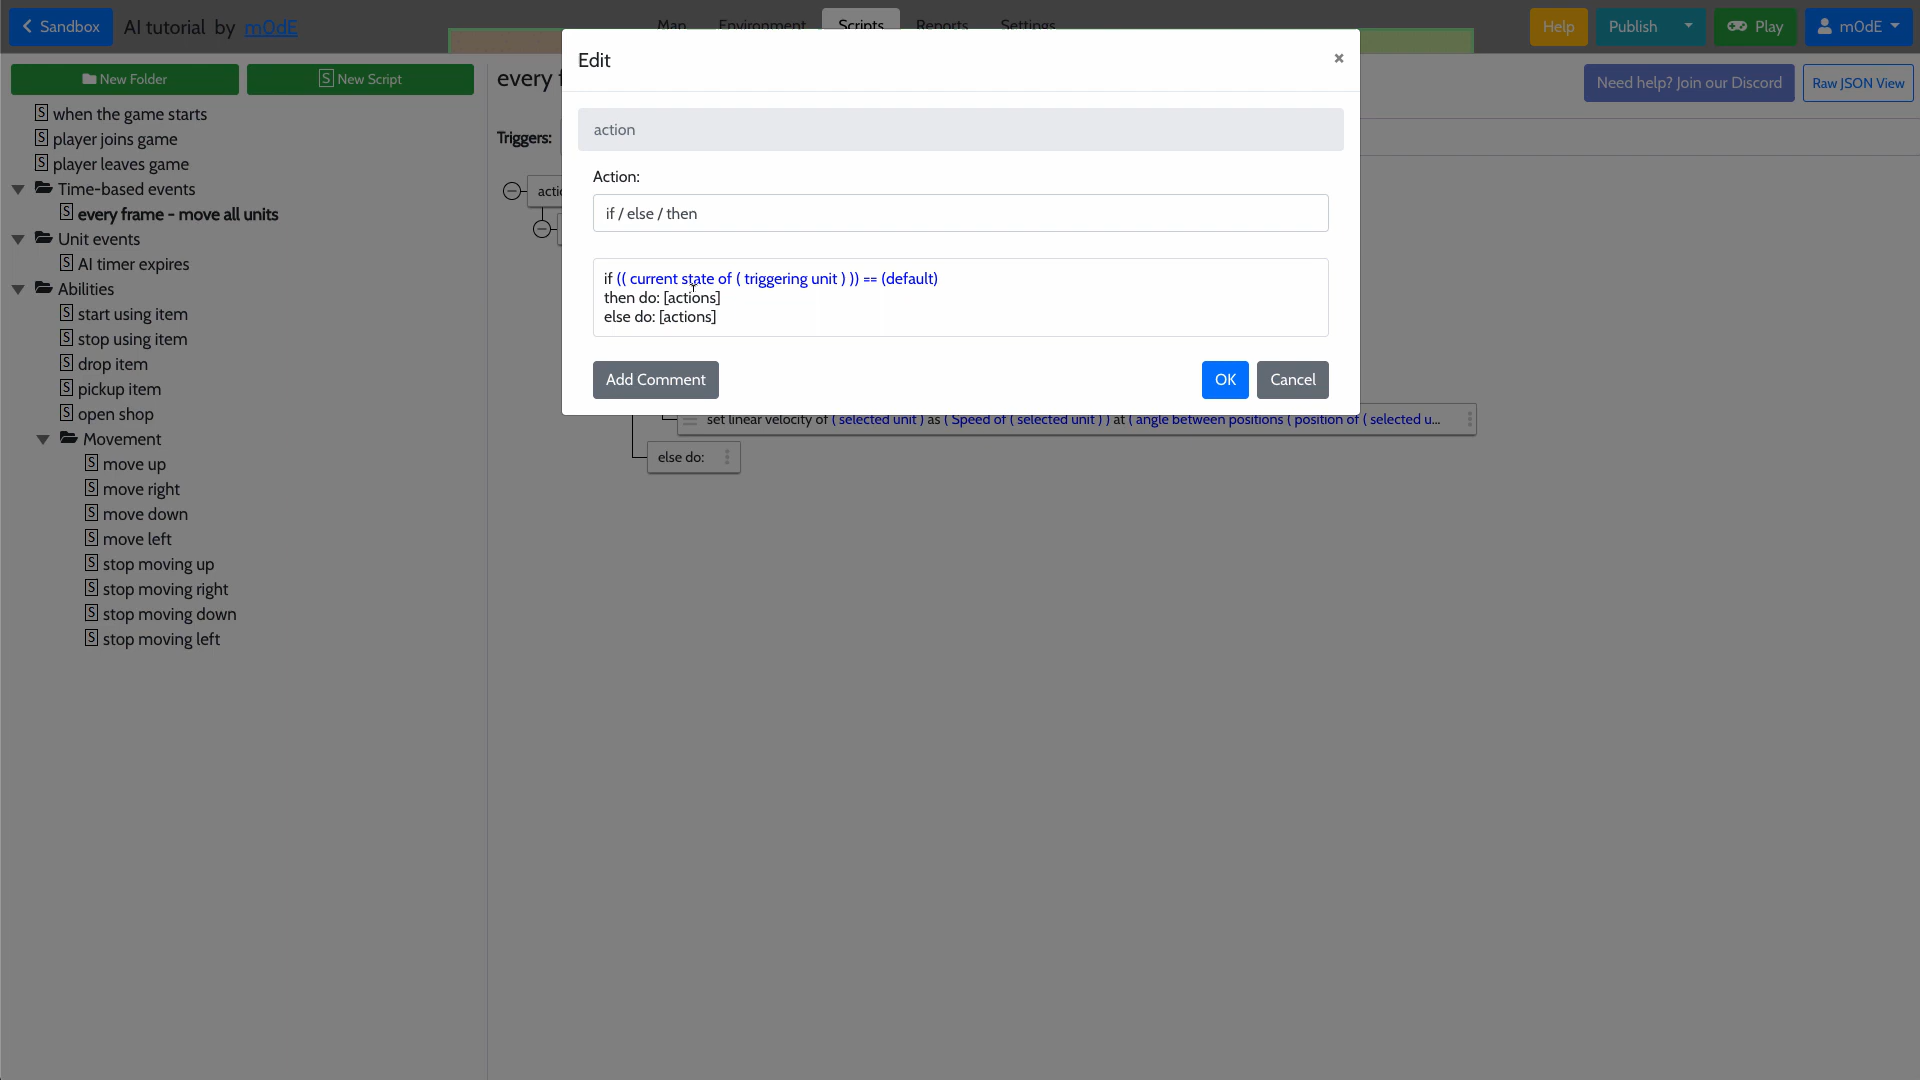 Sandbox AI tutorial by m0dE Map Environment Scripts Reports Settings Help Publish Play m0dE
Edit ×
New Folder S New Script every Need help? Join our Discord Raw JSON View
S when the game starts
S player joins game
S player leaves game
Time-based events
S every frame - move all units
Unit events
S AI timer expires
Abilities
S start using item
S stop using item
S drop item
S pickup item
S open shop
Movement
S move up
S move right
S move down
S move left
S stop moving up
S stop moving right
S stop moving down
S stop moving left
Triggers:
action
Action:
if / else / then
if (( current state of ( triggering unit ) )) == (default)
then do: [actions]
else do: [actions]
Add Comment OK Cancel
set linear velocity of ( selected unit ) as ( Speed of ( selected unit ) ) at ( angle between positions ( position of ( selected u...
else do: